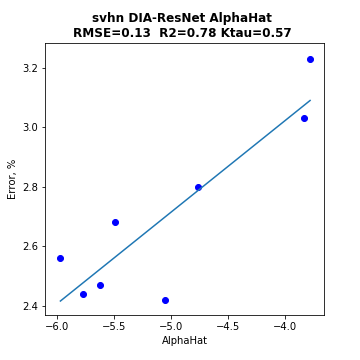 svhn DIA-ResNet AlphaHat
RMSE=0.13 R2=0.78 Ktau=0.57
Error, %
3.2
3.0
2.8
2.6
2.4
−6.0 −5.5 −5.0 −4.5 −4.0
AlphaHat